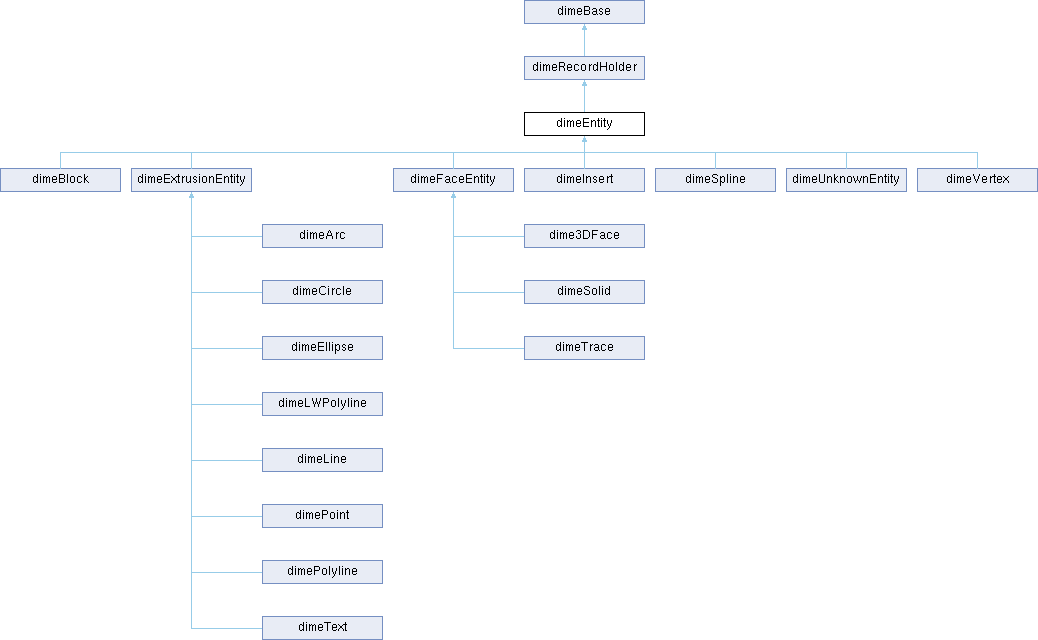 dimeBase
dimeRecordHolder
dimeEntity
dimeBlock
dimeExtrusionEntity
dimeFaceEntity
dimeInsert
dimeSpline
dimeUnknownEntity
dimeVertex
dimeArc
dime3DFace
dimeCircle
dimeSolid
dimeEllipse
dimeTrace
dimeLWPolyline
dimeLine
dimePoint
dimePolyline
dimeText